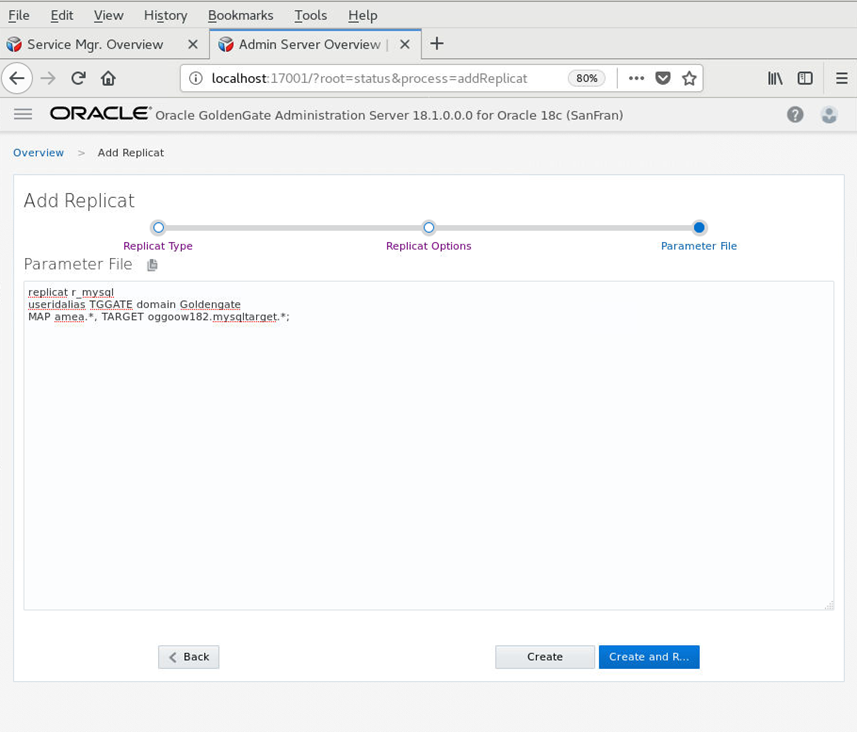 File Edit View History Bookmarks Tools Help
Service Mgr. Overview Admin Server Overview |
localhost:17001/?root=status&process=addReplicat 80%
ORACLE® Oracle GoldenGate Administration Server 18.1.0.0.0 for Oracle 18c (SanFran)
Overview > Add Replicat
Add Replicat
Replicat Type Replicat Options Parameter File
Parameter File
replicat r_mysql
useridalias TGGATE domain Goldengate
MAP amea.*, TARGET oggoow182.mysqltarget.*;
Back Create Create and R...